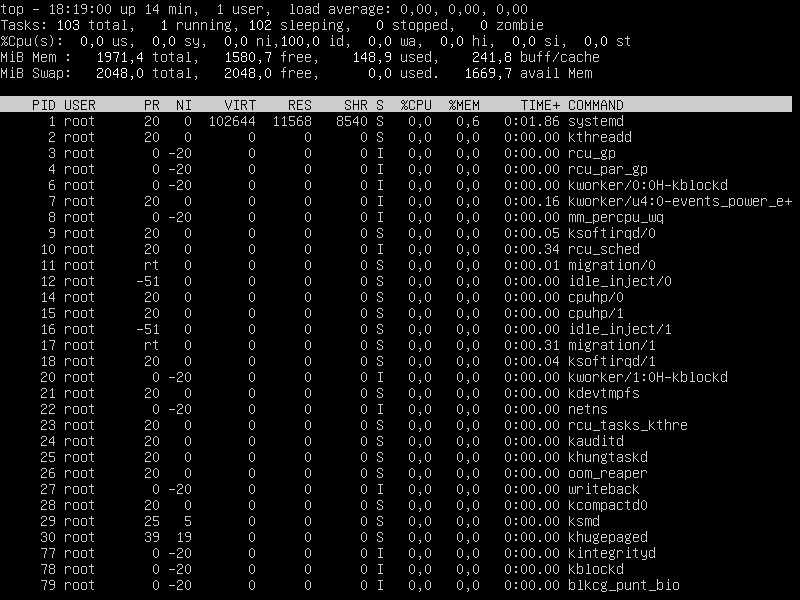 top - 18:19:00 up 14 min,  1 user,  load average: 0,00, 0,00, 0,00
Tasks: 103 total,   1 running, 102 sleeping,   0 stopped,   0 zombie
%Cpu(s):  0,0 us,  0,0 sy,  0,0 ni,100,0 id,  0,0 wa,  0,0 hi,  0,0 si,  0,0 st
MiB Mem :   1971,4 total,   1580,7 free,    148,9 used,    241,8 buff/cache
MiB Swap:   2048,0 total,   2048,0 free,      0,0 used.   1669,7 avail Mem
PID USER      PR  NI    VIRT    RES    SHR S  %CPU  %MEM     TIME+ COMMAND
1 root      20   0  102644  11568   8540 S   0,0   0,6   0:01.86 systemd
2 root      20   0       0      0      0 S   0,0   0,0   0:00.00 kthreadd
3 root       0 -20       0      0      0 I   0,0   0,0   0:00.00 rcu_gp
4 root       0 -20       0      0      0 I   0,0   0,0   0:00.00 rcu_par_gp
6 root       0 -20       0      0      0 I   0,0   0,0   0:00.00 kworker/0:0H-kblockd
7 root      20   0       0      0      0 I   0,0   0,0   0:00.16 kworker/u4:0-events_power_e+
8 root       0 -20       0      0      0 I   0,0   0,0   0:00.00 mm_percpu_wq
9 root      20   0       0      0      0 S   0,0   0,0   0:00.05 ksoftirqd/0
10 root      20   0       0      0      0 I   0,0   0,0   0:00.34 rcu_sched
11 root      rt   0       0      0      0 S   0,0   0,0   0:00.01 migration/0
12 root     -51   0       0      0      0 S   0,0   0,0   0:00.00 idle_inject/0
14 root      20   0       0      0      0 S   0,0   0,0   0:00.00 cpuhp/0
15 root      20   0       0      0      0 S   0,0   0,0   0:00.00 cpuhp/1
16 root     -51   0       0      0      0 S   0,0   0,0   0:00.00 idle_inject/1
17 root      rt   0       0      0      0 S   0,0   0,0   0:00.31 migration/1
18 root      20   0       0      0      0 S   0,0   0,0   0:00.04 ksoftirqd/1
20 root       0 -20       0      0      0 I   0,0   0,0   0:00.00 kworker/1:0H-kblockd
21 root      20   0       0      0      0 S   0,0   0,0   0:00.00 kdevtmpfs
22 root       0 -20       0      0      0 I   0,0   0,0   0:00.00 netns
23 root      20   0       0      0      0 S   0,0   0,0   0:00.00 rcu_tasks_kthre
24 root      20   0       0      0      0 S   0,0   0,0   0:00.00 kauditd
25 root      20   0       0      0      0 S   0,0   0,0   0:00.00 khungtaskd
26 root      20   0       0      0      0 S   0,0   0,0   0:00.00 oom_reaper
27 root       0 -20       0      0      0 I   0,0   0,0   0:00.00 writeback
28 root      20   0       0      0      0 S   0,0   0,0   0:00.00 kcompactd0
29 root      25   5       0      0      0 S   0,0   0,0   0:00.00 ksmd
30 root      39  19       0      0      0 S   0,0   0,0   0:00.00 khugepaged
77 root       0 -20       0      0      0 I   0,0   0,0   0:00.00 kintegrityd
78 root       0 -20       0      0      0 I   0,0   0,0   0:00.00 kblockd
79 root       0 -20       0      0      0 I   0,0   0,0   0:00.00 blkcg_punt_bio